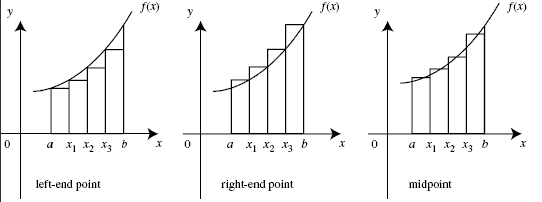 y
f(x)
0
a x₁ x₂ x₃ b x
left-end point
y
f(x)
0
a x₁ x₂ x₃ b x
right-end point
y
f(x)
0
a x₁ x₂ x₃ b x
midpoint